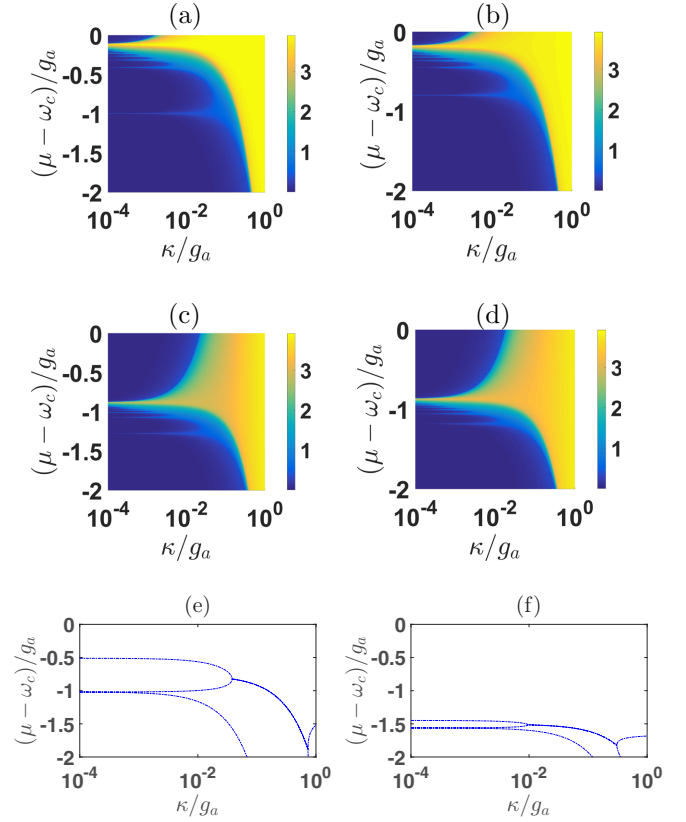 (a) (b)
(μ − ω_c)/g_a 0 -0.5 -1 -1.5 -2 3 2 1 (μ − ω_c)/g_a 0 -0.5 -1 -1.5 -2 3 2 1
10^-4 10^-2 10^0 10^-4 10^-2 10^0
κ/g_a κ/g_a
(c) (d)
(μ − ω_c)/g_a 0 -0.5 -1 -1.5 -2 3 2 1 (μ − ω_c)/g_a 0 -0.5 -1 -1.5 -2 3 2 1
10^-4 10^-2 10^0 10^-4 10^-2 10^0
κ/g_a κ/g_a
(e) (f)
(μ − ω_c)/g_a 0 -0.5 -1 -1.5 -2 (μ − ω_c)/g_a 0 -0.5 -1 -1.5 -2
10^-4 10^-2 10^0 10^-4 10^-2 10^0
κ/g_a κ/g_a